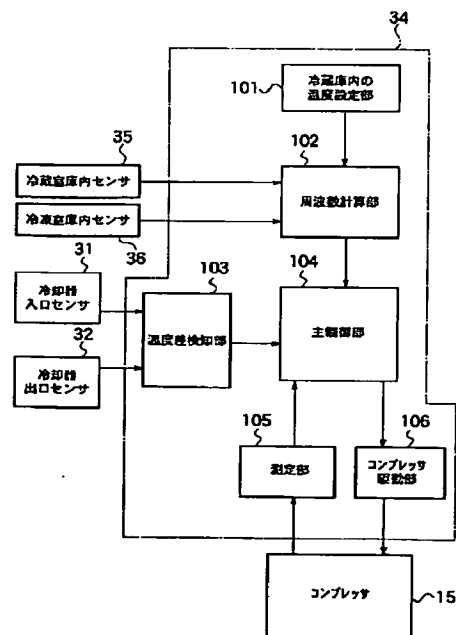 34
101
冷蔵庫内の
温度設定部
35
102
冷蔵室庫内センサ
周波数計算部
冷凍室庫内センサ
36
31
103
104
冷却器
入口センサ
温度差検知部
主制御部
32
冷却器
出口センサ
105
106
測定部
コンプレッサ
駆動部
コンプレッサ
15